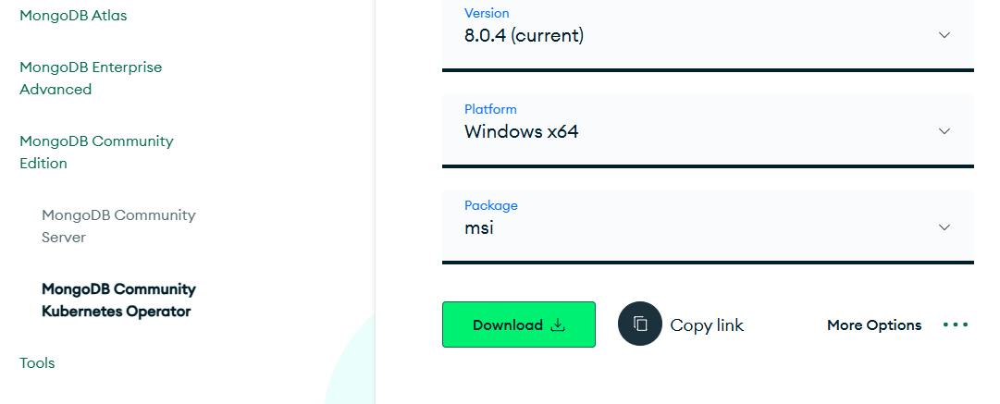 MongoDB Atlas
MongoDB Enterprise
Advanced
MongoDB Community
Edition
MongoDB Community
Server
MongoDB Community
Kubernetes Operator
Tools
Version
8.0.4 (current)
Platform
Windows x64
Package
msi
Download
Copy link
More Options